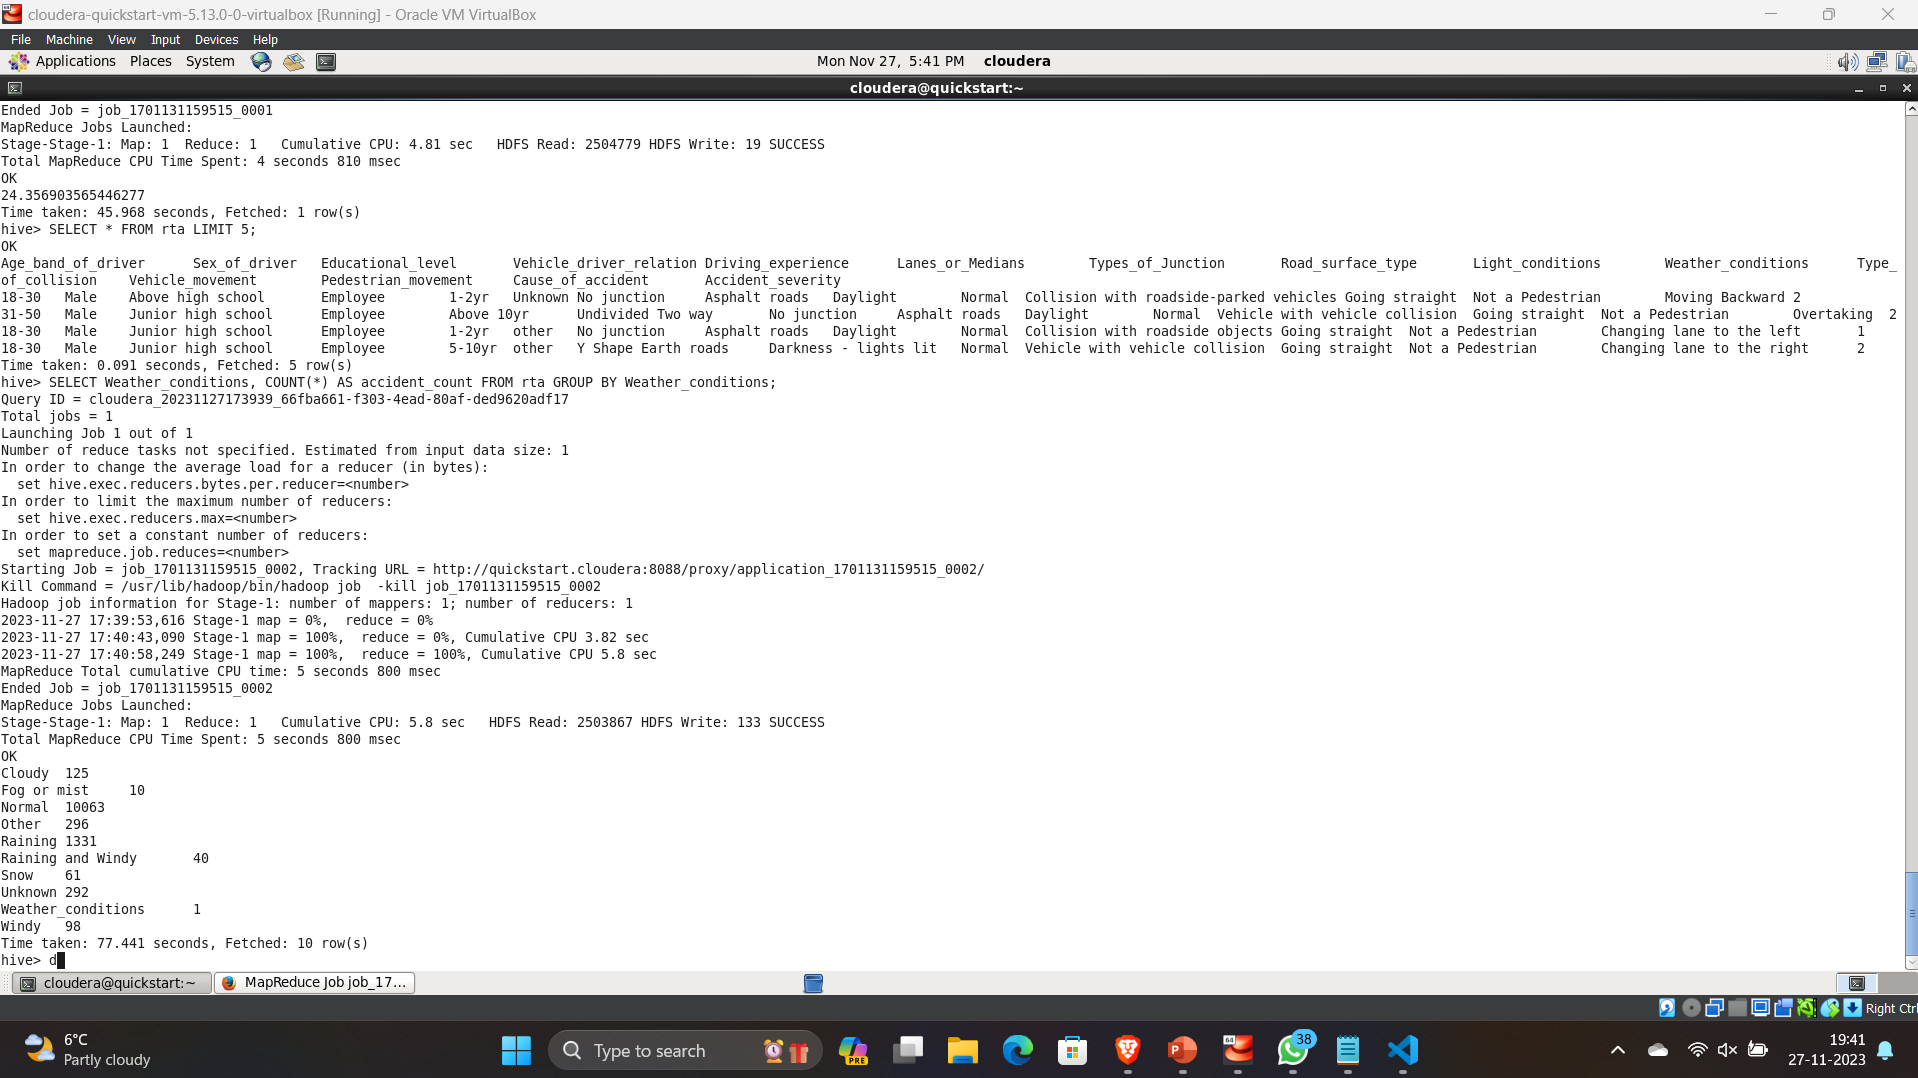 cloudera-quickstart-vm-5.13.0-0-virtualbox [Running] - Oracle VM VirtualBox
File Machine View Input Devices Help
Applications Places System Mon Nov 27, 5:41 PM cloudera
cloudera@quickstart:~
Ended Job = job_1701131159515_0001
MapReduce Jobs Launched:
Stage-Stage-1: Map: 1  Reduce: 1   Cumulative CPU: 4.81 sec   HDFS Read: 2504779 HDFS Write: 19 SUCCESS
Total MapReduce CPU Time Spent: 4 seconds 810 msec
OK
24.356903565446277
Time taken: 45.968 seconds, Fetched: 1 row(s)
hive> SELECT * FROM rta LIMIT 5;
OK
Age_band_of_driver Sex_of_driver Educational_level Vehicle_driver_relation Driving_experience Lanes_or_Medians Types_of_Junction Road_surface_type Light_conditions Weather_conditions Type_
of_collision Vehicle_movement Pedestrian_movement Cause_of_accident Accident_severity
18-30 Male Above high school Employee 1-2yr Unknown No junction Asphalt roads Daylight Normal Collision with roadside-parked vehicles Going straight Not a Pedestrian Moving Backward 2
31-50 Male Junior high school Employee Above 10yr Undivided Two way No junction Asphalt roads Daylight Normal Vehicle with vehicle collision Going straight Not a Pedestrian Overtaking 2
18-30 Male Junior high school Employee 1-2yr other No junction Asphalt roads Daylight Normal Collision with roadside objects Going straight Not a Pedestrian Changing lane to the left 1
18-30 Male Junior high school Employee 5-10yr other Y Shape Earth roads Darkness - lights lit Normal Vehicle with vehicle collision Going straight Not a Pedestrian Changing lane to the right 2
Time taken: 0.091 seconds, Fetched: 5 row(s)
hive> SELECT Weather_conditions, COUNT(*) AS accident_count FROM rta GROUP BY Weather_conditions;
Query ID = cloudera_20231127173939_66fba661-f303-4ead-80af-ded9620adf17
Total jobs = 1
Launching Job 1 out of 1
Number of reduce tasks not specified. Estimated from input data size: 1
In order to change the average load for a reducer (in bytes):
  set hive.exec.reducers.bytes.per.reducer=<number>
In order to limit the maximum number of reducers:
  set hive.exec.reducers.max=<number>
In order to set a constant number of reducers:
  set mapreduce.job.reduces=<number>
Starting Job = job_1701131159515_0002, Tracking URL = http://quickstart.cloudera:8088/proxy/application_1701131159515_0002/
Kill Command = /usr/lib/hadoop/bin/hadoop job  -kill job_1701131159515_0002
Hadoop job information for Stage-1: number of mappers: 1; number of reducers: 1
2023-11-27 17:39:53,616 Stage-1 map = 0%,  reduce = 0%
2023-11-27 17:40:43,090 Stage-1 map = 100%,  reduce = 0%, Cumulative CPU 3.82 sec
2023-11-27 17:40:58,249 Stage-1 map = 100%,  reduce = 100%, Cumulative CPU 5.8 sec
MapReduce Total cumulative CPU time: 5 seconds 800 msec
Ended Job = job_1701131159515_0002
MapReduce Jobs Launched:
Stage-Stage-1: Map: 1  Reduce: 1   Cumulative CPU: 5.8 sec   HDFS Read: 2503867 HDFS Write: 133 SUCCESS
Total MapReduce CPU Time Spent: 5 seconds 800 msec
OK
Cloudy 125
Fog or mist 10
Normal 10063
Other 296
Raining 1331
Raining and Windy 40
Snow 61
Unknown 292
Weather_conditions 1
Windy 98
Time taken: 77.441 seconds, Fetched: 10 row(s)
hive> d
cloudera@quickstart:~ MapReduce Job job_17...
Right Ctrl
6°C
Partly cloudy
Type to search
PRE
64
38
19:41
27-11-2023